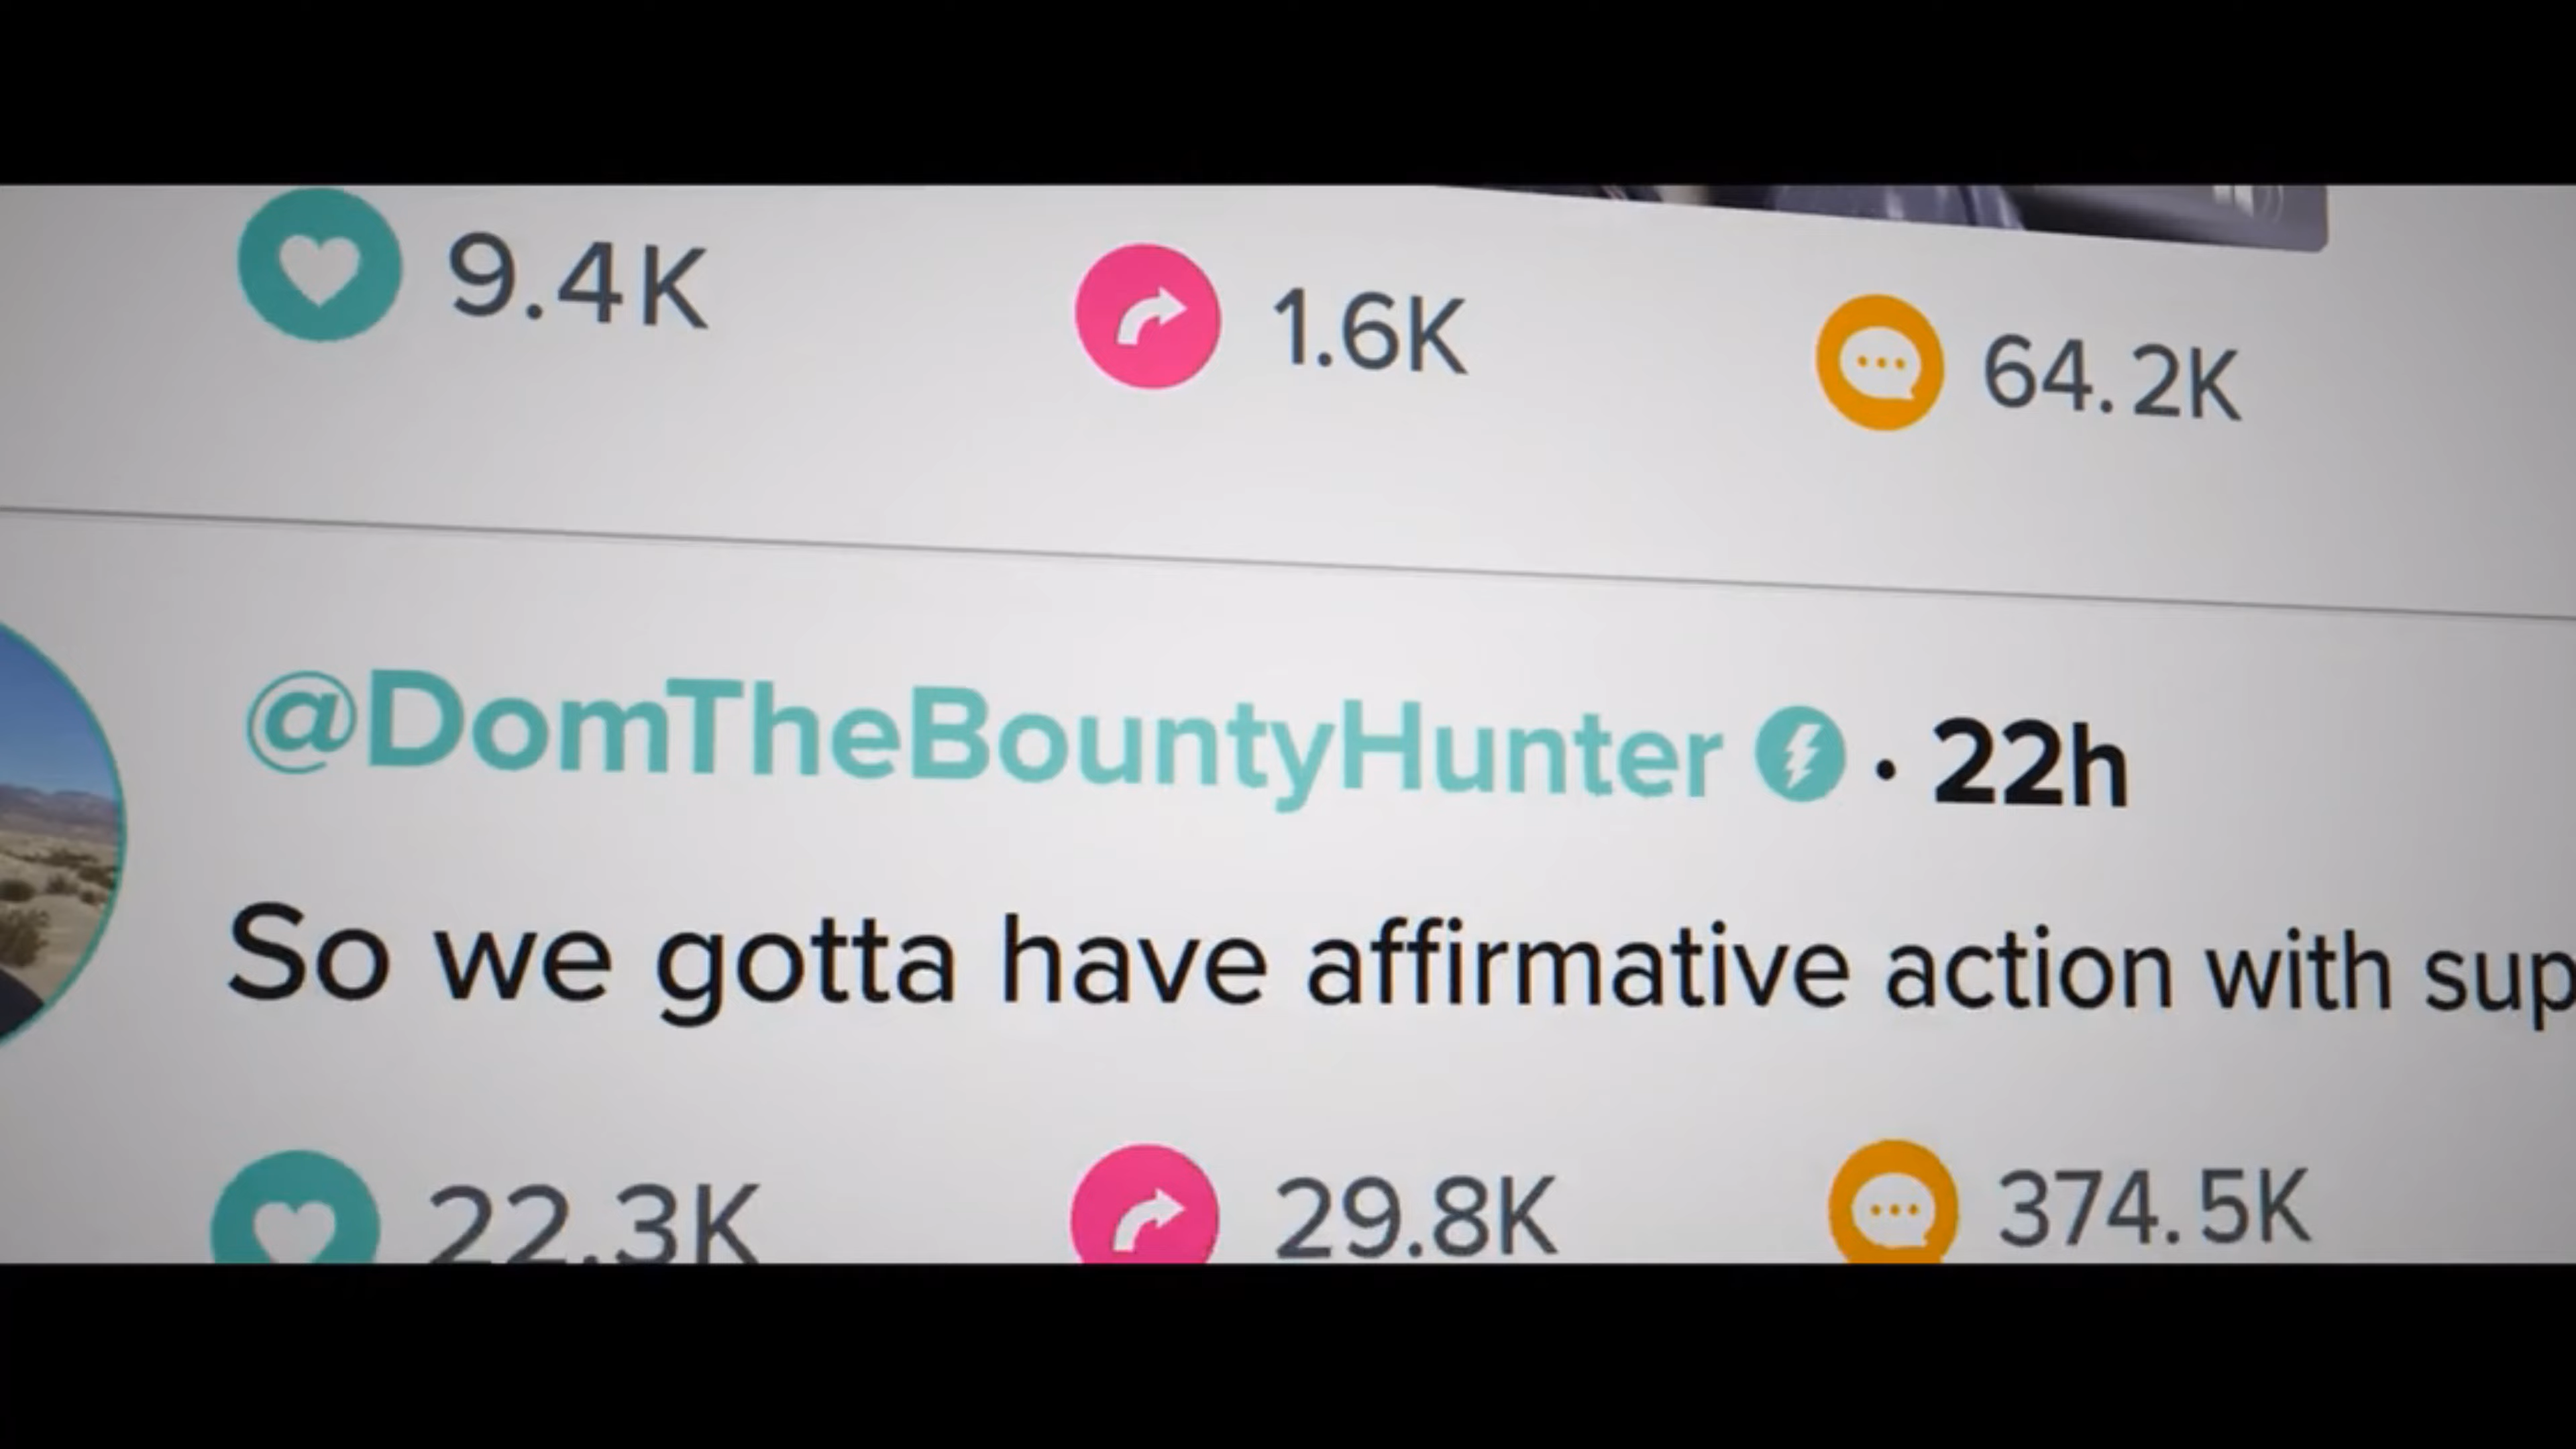 9.4K 1.6K 64.2K
@DomTheBountyHunter · 22h
So we gotta have affirmative action with sup
22.3K 29.8K 374.5K